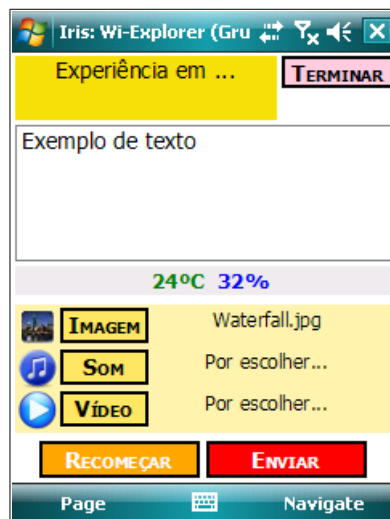 Iris: Wi-Explorer (Gru
Experiência em ...
TERMINAR
Exemplo de texto
24ºC 32%
IMAGEM Waterfall.jpg
SOM Por escolher...
VÍDEO Por escolher...
RECOMEÇAR ENVIAR
Page Navigate